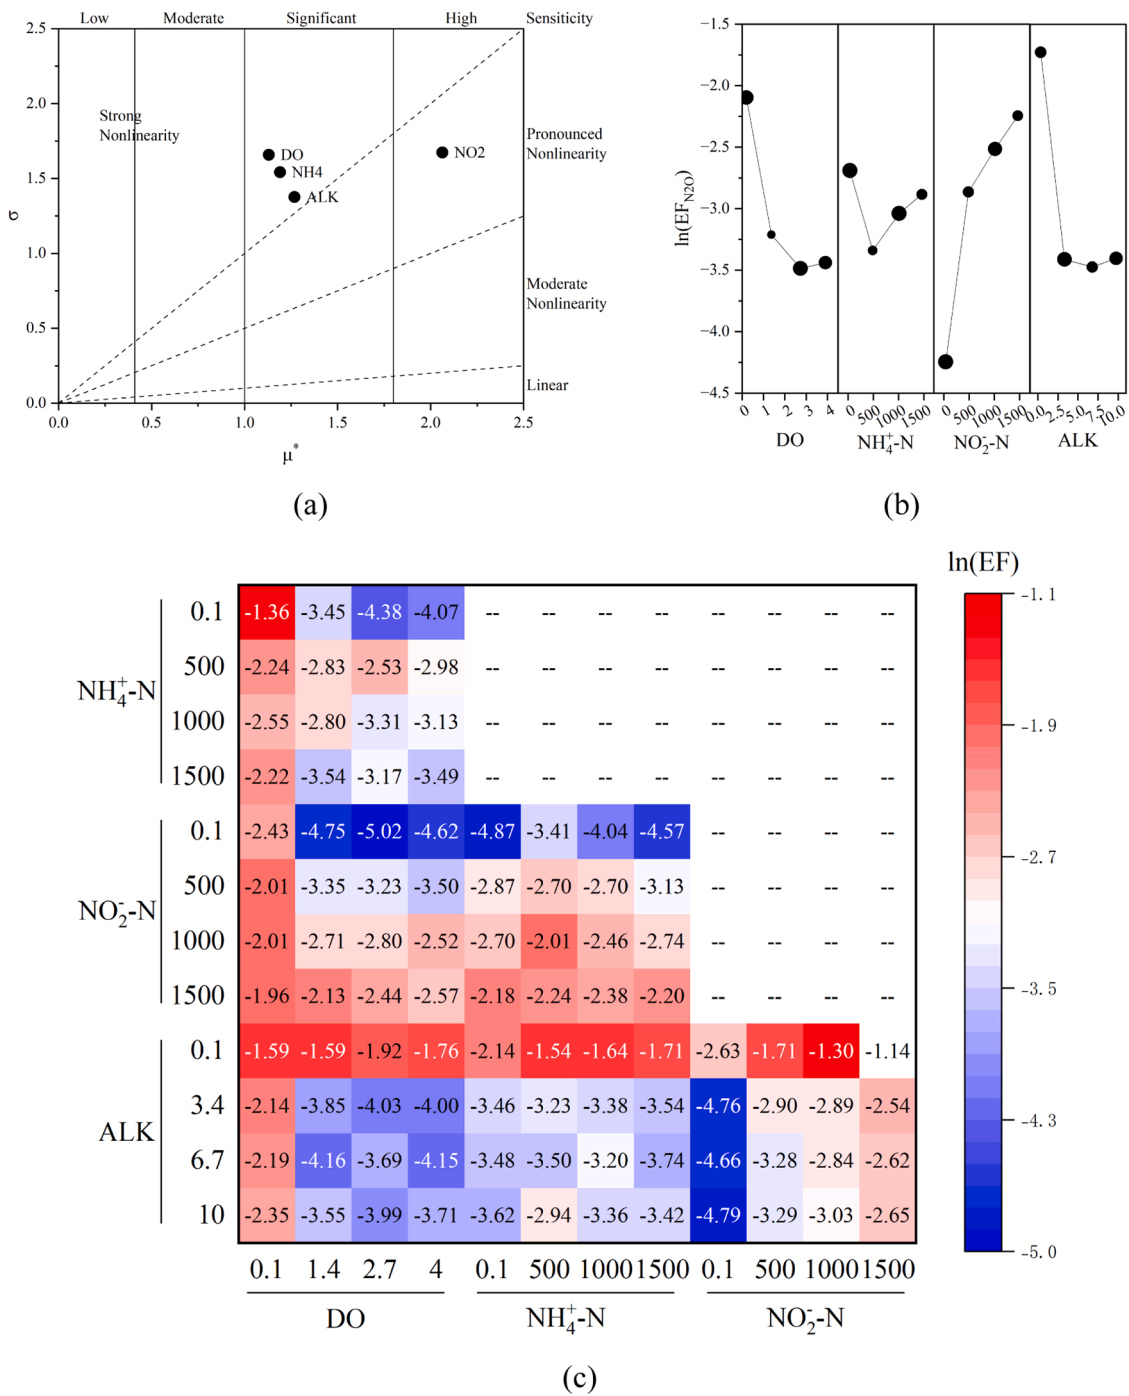 Low Moderate Significant High Sensiticity
2.5
2.0
1.5
1.0
0.5
0.0
σ
Strong
Nonlinearity
DO
NH4
ALK
NO2
Pronounced
Nonlinearity
Moderate
Nonlinearity
Linear
0.0 0.5 1.0 1.5 2.0 2.5
μ*
(a)
−1.5
−2.0
−2.5
−3.0
−3.5
−4.0
−4.5
ln(EF_N2O)
0 1 2 3 4 0 500 1000 1500 0 500 1000 1500 0.0 2.5 5.0 7.5 10.0
DO NH₄⁺-N NO₂⁻-N ALK
(b)
ln(EF)
NH₄⁺-N
0.1 -1.36 -3.45 -4.38 -4.07 -- -- -- -- -- -- -- --
500 -2.24 -2.83 -2.53 -2.98 -- -- -- -- -- -- -- --
1000 -2.55 -2.80 -3.31 -3.13 -- -- -- -- -- -- -- --
1500 -2.22 -3.54 -3.17 -3.49 -- -- -- -- -- -- -- --
NO₂⁻-N
0.1 -2.43 -4.75 -5.02 -4.62 -4.87 -3.41 -4.04 -4.57 -- -- -- --
500 -2.01 -3.35 -3.23 -3.50 -2.87 -2.70 -2.70 -3.13 -- -- -- --
1000 -2.01 -2.71 -2.80 -2.52 -2.70 -2.01 -2.46 -2.74 -- -- -- --
1500 -1.96 -2.13 -2.44 -2.57 -2.18 -2.24 -2.38 -2.20 -- -- -- --
ALK
0.1 -1.59 -1.59 -1.92 -1.76 -2.14 -1.54 -1.64 -1.71 -2.63 -1.71 -1.30 -1.14
3.4 -2.14 -3.85 -4.03 -4.00 -3.46 -3.23 -3.38 -3.54 -4.76 -2.90 -2.89 -2.54
6.7 -2.19 -4.16 -3.69 -4.15 -3.48 -3.50 -3.20 -3.74 -4.66 -3.28 -2.84 -2.62
10 -2.35 -3.55 -3.99 -3.71 -3.62 -2.94 -3.36 -3.42 -4.79 -3.29 -3.03 -2.65
0.1 1.4 2.7 4 0.1 500 1000 1500 0.1 500 1000 1500
DO NH₄⁺-N NO₂⁻-N
-1.1
-1.9
-2.7
-3.5
-4.3
-5.0
(c)